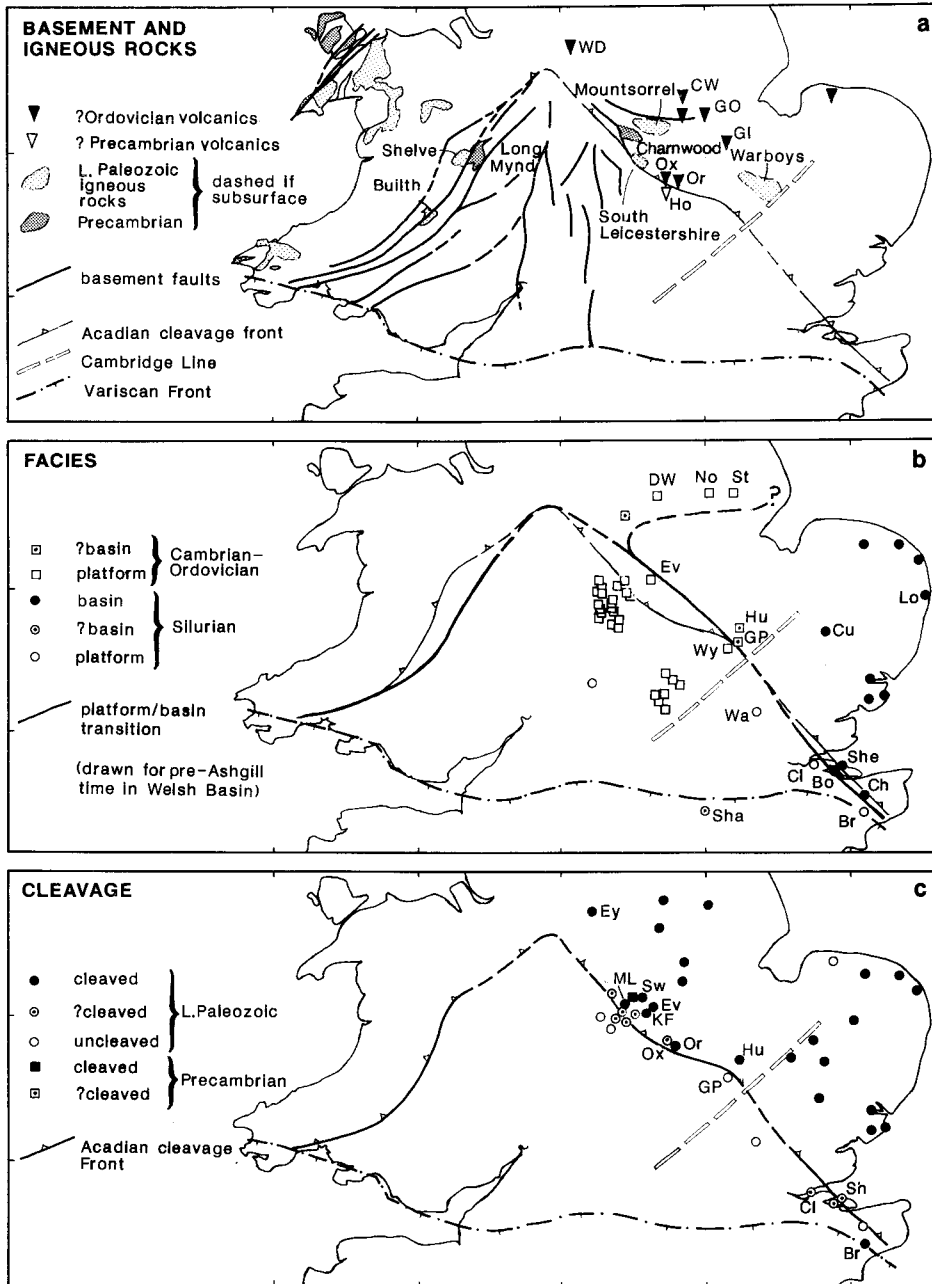 BASEMENT AND
IGNEOUS ROCKS
a
?Ordovician volcanics
? Precambrian volcanics
L. Paleozoic
igneous
rocks
dashed if
subsurface
Precambrian
basement faults
Acadian cleavage front
Cambridge Line
Variscan Front
WD
Mountsorrel
CW
GO
GI
Charnwood
Warboys
Shelve
Long
Mynd
Ox
Or
Builth
Ho
South
Leicestershire
FACIES
b
?basin
platform
Cambrian-
Ordovician
basin
?basin
platform
Silurian
platform/basin
transition
(drawn for pre-Ashgill
time in Welsh Basin)
DW
No
St
?
Ev
Lo
Hu
GP
Cu
Wy
Wa
She
Cl
Bo
Ch
Br
Sha
CLEAVAGE
c
cleaved
?cleaved
uncleaved
L.Paleozoic
cleaved
?cleaved
Precambrian
Acadian cleavage
Front
Ey
ML
Sw
Ev
KF
Ox
Or
Hu
GP
Sh
Cl
Br